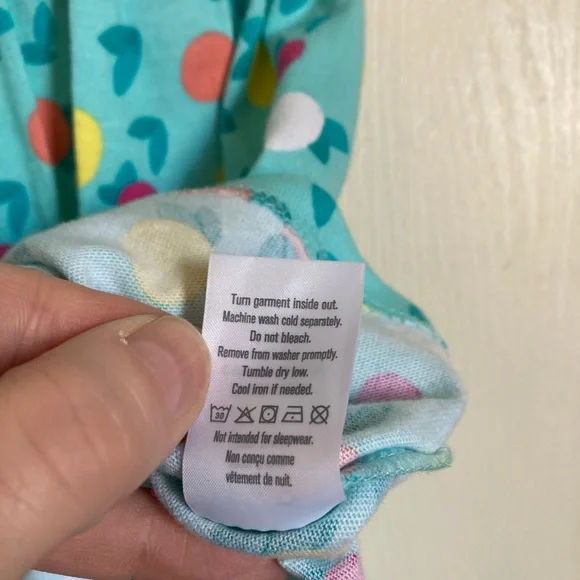 Turn garment inside out.
Machine wash cold separately.
Do not bleach.
Remove from washer promptly.
Tumble dry low.
Cool iron if needed.
30
Not intended for sleepwear.
Non conçu comme
vêtement de nuit.